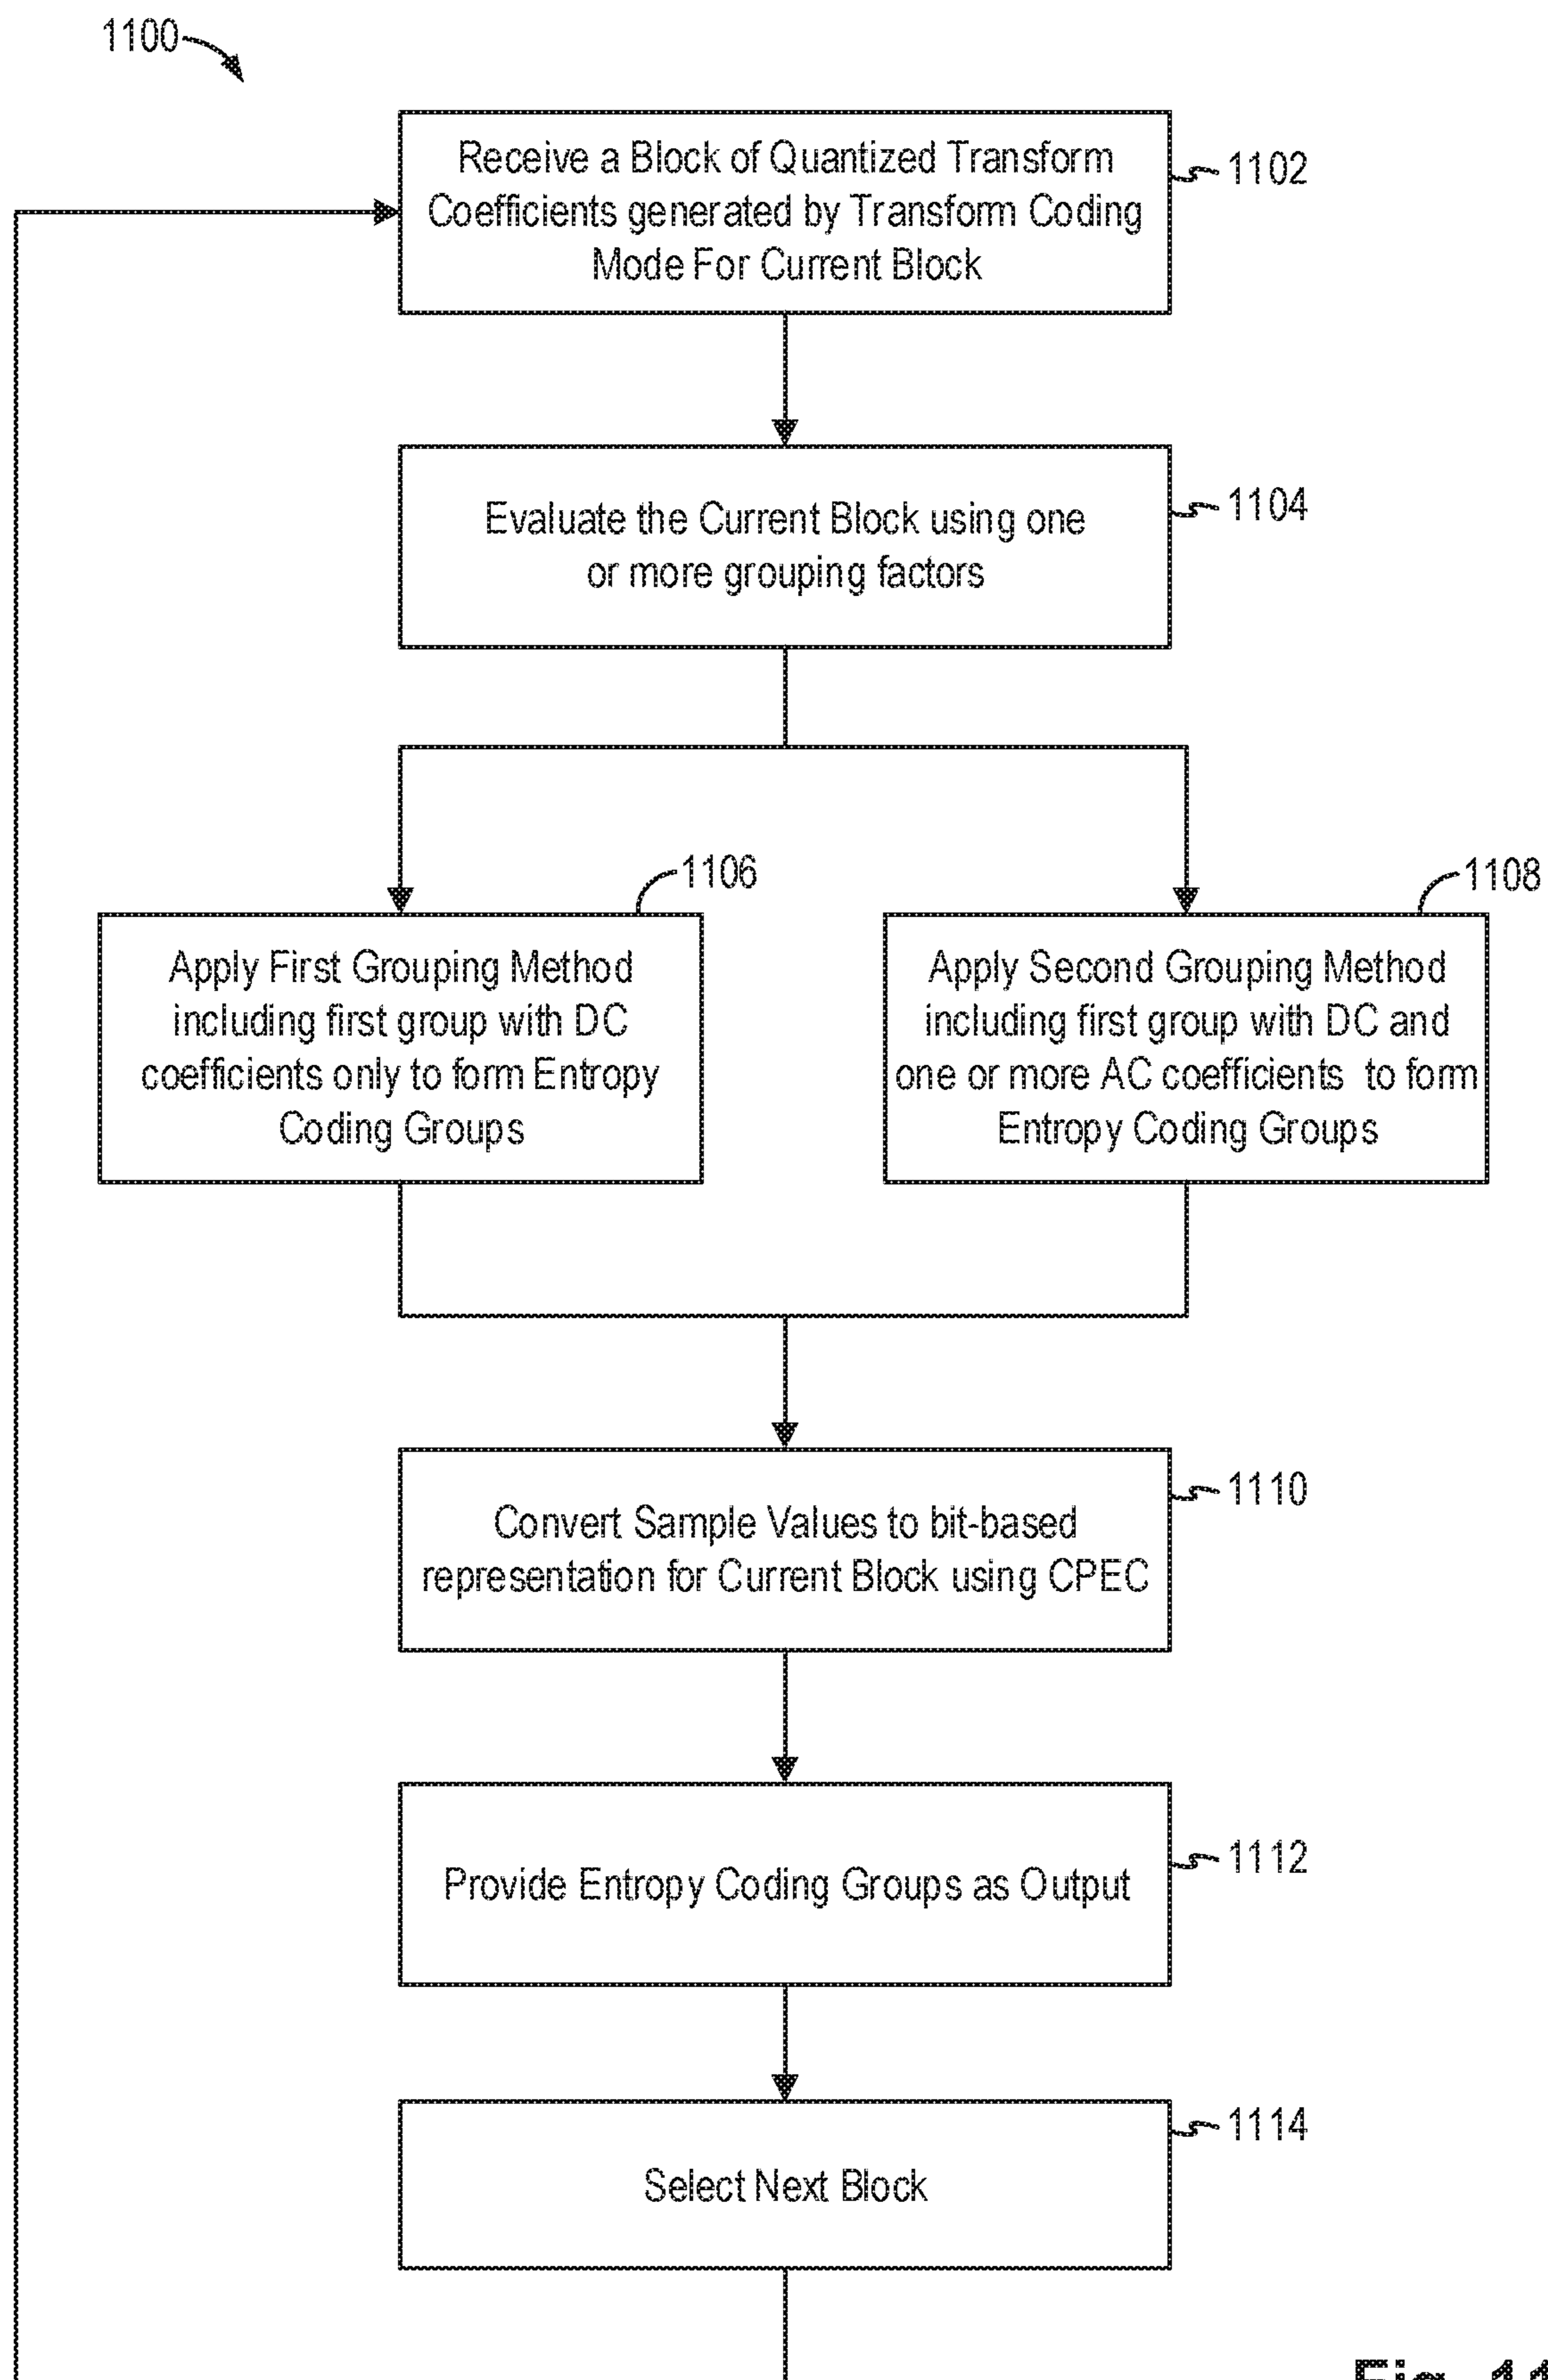 1100
Receive a Block of Quantized Transform
Coefficients generated by Transform Coding
Mode For Current Block
1102
Evaluate the Current Block using one
or more grouping factors
1104
1106
Apply First Grouping Method
including first group with DC
coefficients only to form Entropy
Coding Groups
1108
Apply Second Grouping Method
including first group with DC and
one or more AC coefficients to form
Entropy Coding Groups
Convert Sample Values to bit-based
representation for Current Block using CPEC
1110
Provide Entropy Coding Groups as Output
1112
Select Next Block
1114
Fig. 11